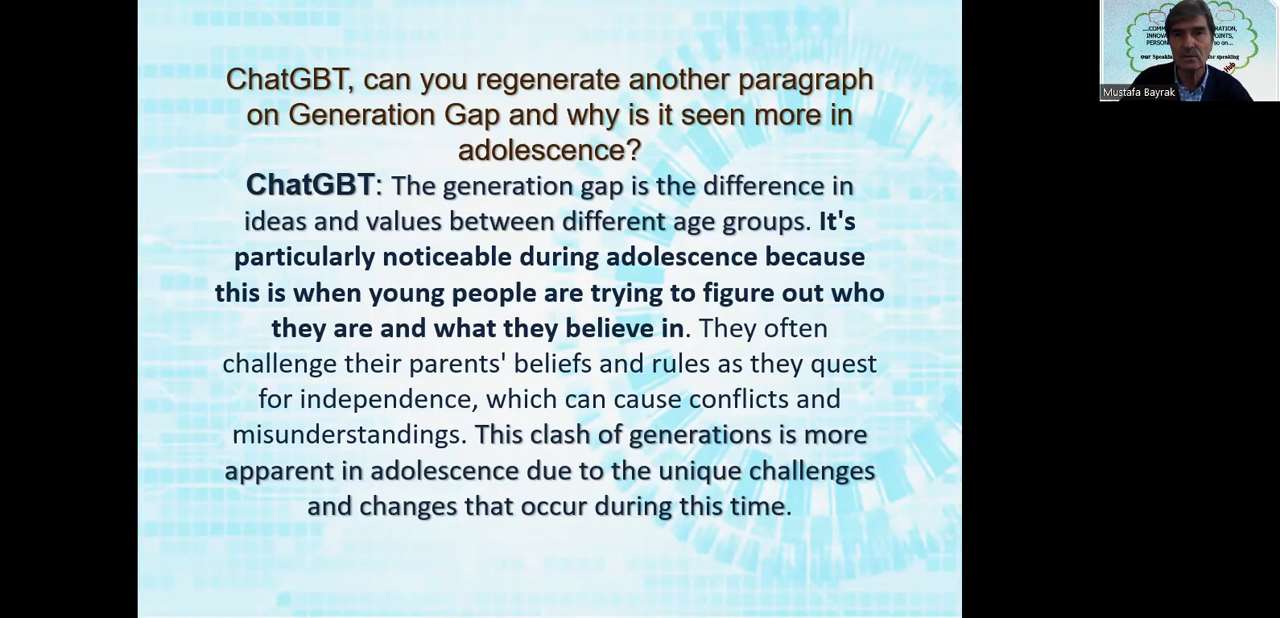 ChatGBT, can you regenerate another paragraph
on Generation Gap and why is it seen more in
adolescence?
ChatGBT: The generation gap is the difference in
ideas and values between different age groups. It's
particularly noticeable during adolescence because
this is when young people are trying to figure out who
they are and what they believe in. They often
challenge their parents' beliefs and rules as they quest
for independence, which can cause conflicts and
misunderstandings. This clash of generations is more
apparent in adolescence due to the unique challenges
and changes that occur during this time.
Mustafa Bayrak